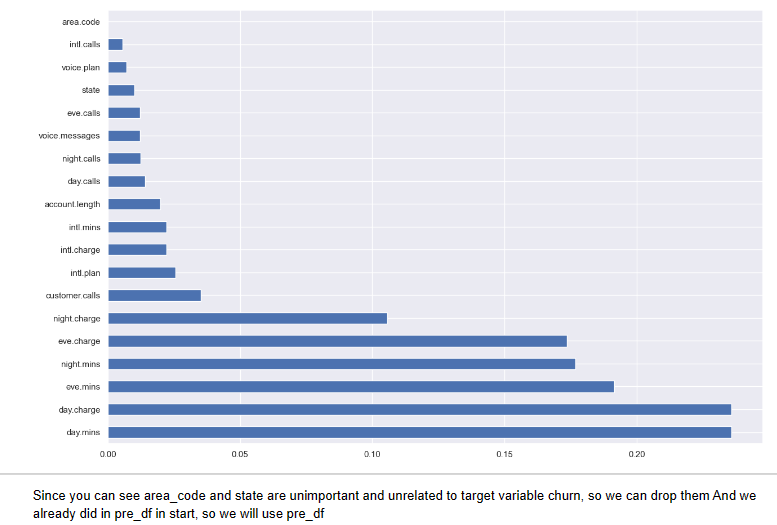 area.code
intl.calls
voice.plan
state
eve.calls
voice.messages
night.calls
day.calls
account.length
intl.mins
intl.charge
intl.plan
customer.calls
night.charge
eve.charge
night.mins
eve.mins
day.charge
day.mins
0.00 0.05 0.10 0.15 0.20
Since you can see area_code and state are unimportant and unrelated to target variable churn, so we can drop them And we
already did in pre_df in start, so we will use pre_df